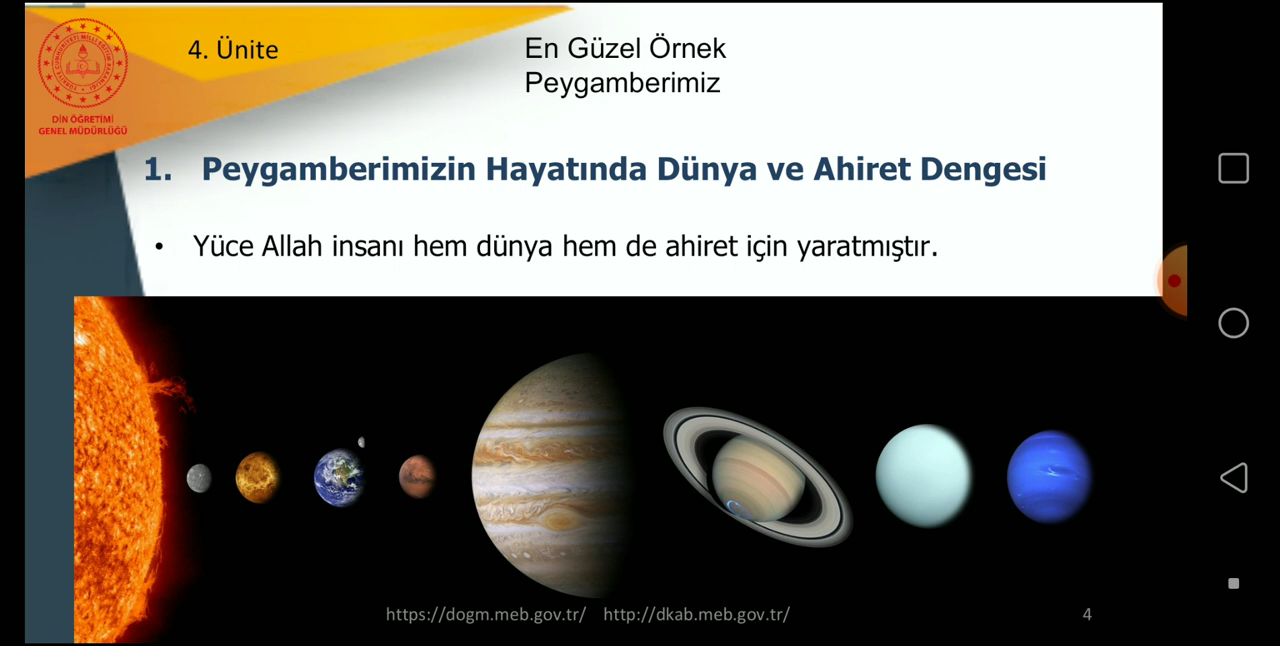 4. Ünite
En Güzel Örnek
Peygamberimiz
DİN ÖĞRETİMİ
GENEL MÜDÜRLÜĞÜ
1. Peygamberimizin Hayatında Dünya ve Ahiret Dengesi
• Yüce Allah insanı hem dünya hem de ahiret için yaratmıştır.
https://dogm.meb.gov.tr/ http://dkab.meb.gov.tr/
4